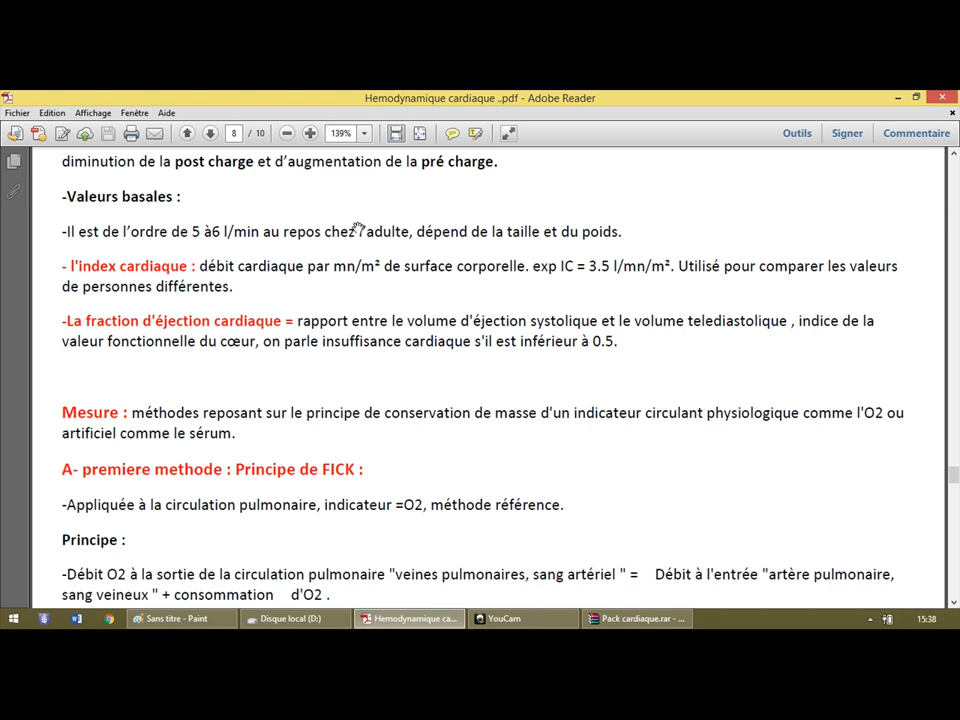 Hemodynamique cardiaque ..pdf - Adobe Reader
Fichier Edition Affichage Fenêtre Aide
8 / 10 139% Outils Signer Commentaire
diminution de la post charge et d'augmentation de la pré charge.
-Valeurs basales :
-Il est de l'ordre de 5 à6 l/min au repos chez l'adulte, dépend de la taille et du poids.
- l'index cardiaque : débit cardiaque par mn/m² de surface corporelle. exp IC = 3.5 l/mn/m². Utilisé pour comparer les valeurs
de personnes différentes.
-La fraction d'éjection cardiaque = rapport entre le volume d'éjection systolique et le volume telediastolique , indice de la
valeur fonctionnelle du cœur, on parle insuffisance cardiaque s'il est inférieur à 0.5.
Mesure : méthodes reposant sur le principe de conservation de masse d'un indicateur circulant physiologique comme l'O2 ou
artificiel comme le sérum.
A- premiere methode : Principe de FICK :
-Appliquée à la circulation pulmonaire, indicateur =O2, méthode référence.
Principe :
-Débit O2 à la sortie de la circulation pulmonaire "veines pulmonaires, sang artériel " = Débit à l'entrée "artère pulmonaire,
sang veineux " + consommation d'O2 .
Sans titre - Paint Disque local (D:) Hemodynamique ca... YouCam Pack cardiaque.rar - ... 15:38